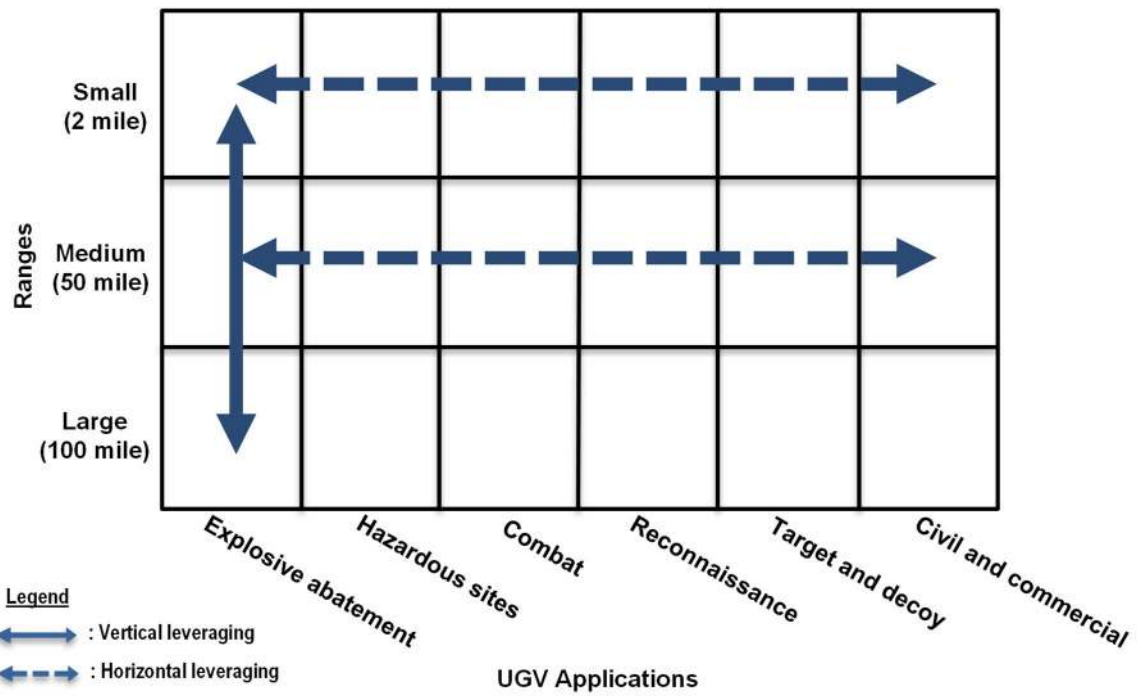 Small
(2 mile)
Ranges
Medium
(50 mile)
Large
(100 mile)
Explosive abatement
Hazardous sites
Combat
Reconnaissance
Target and decoy
Civil and commercial
Legend
: Vertical leveraging
: Horizontal leveraging
UGV Applications